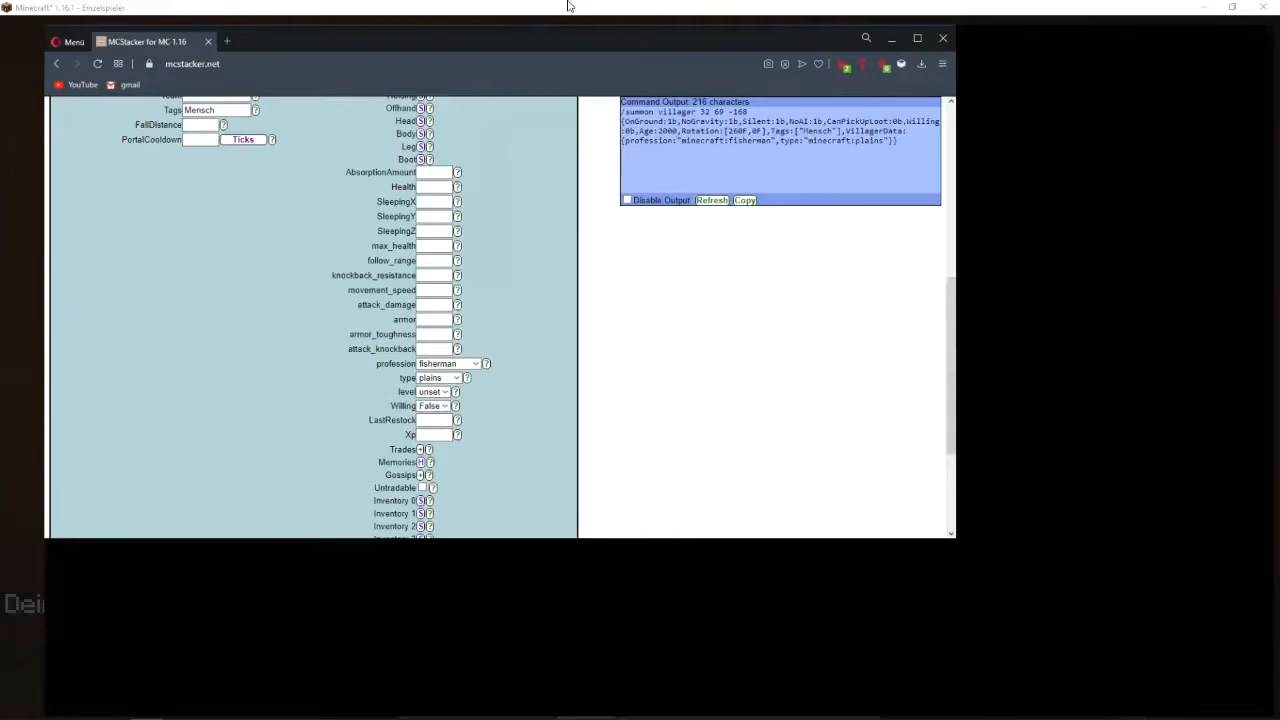 Minecraft* 1.16.1 - Einzelspieler
Menü
MCStacker for MC 1.16
mcstacker.net
YouTube
gmail
Tags Mensch ?
FallDistance ?
PortalCooldown Ticks ?
Offhand S ?
Head S ?
Body S ?
Leg S ?
Boot S ?
AbsorptionAmount ?
Health ?
SleepingX ?
SleepingY ?
SleepingZ ?
max_health ?
follow_range ?
knockback_resistance ?
movement_speed ?
attack_damage ?
armor ?
armor_toughness ?
attack_knockback ?
profession fisherman ?
type plains ?
level unset ?
Willing False ?
LastRestock ?
Xp ?
Trades + ?
Memories H ?
Gossips + ?
Untradable ?
Inventory 0 S ?
Inventory 1 S ?
Inventory 2 S ?
Command Output: 216 characters
/summon villager 32 69 -168
{OnGround:1b,NoGravity:1b,Silent:1b,NoAI:1b,CanPickUpLoot:0b,Willing
:0b,Age:2000,Rotation:[260F,0F],Tags:["Mensch"],VillagerData:
{profession:"minecraft:fisherman",type:"minecraft:plains"}}
Disable Output Refresh Copy